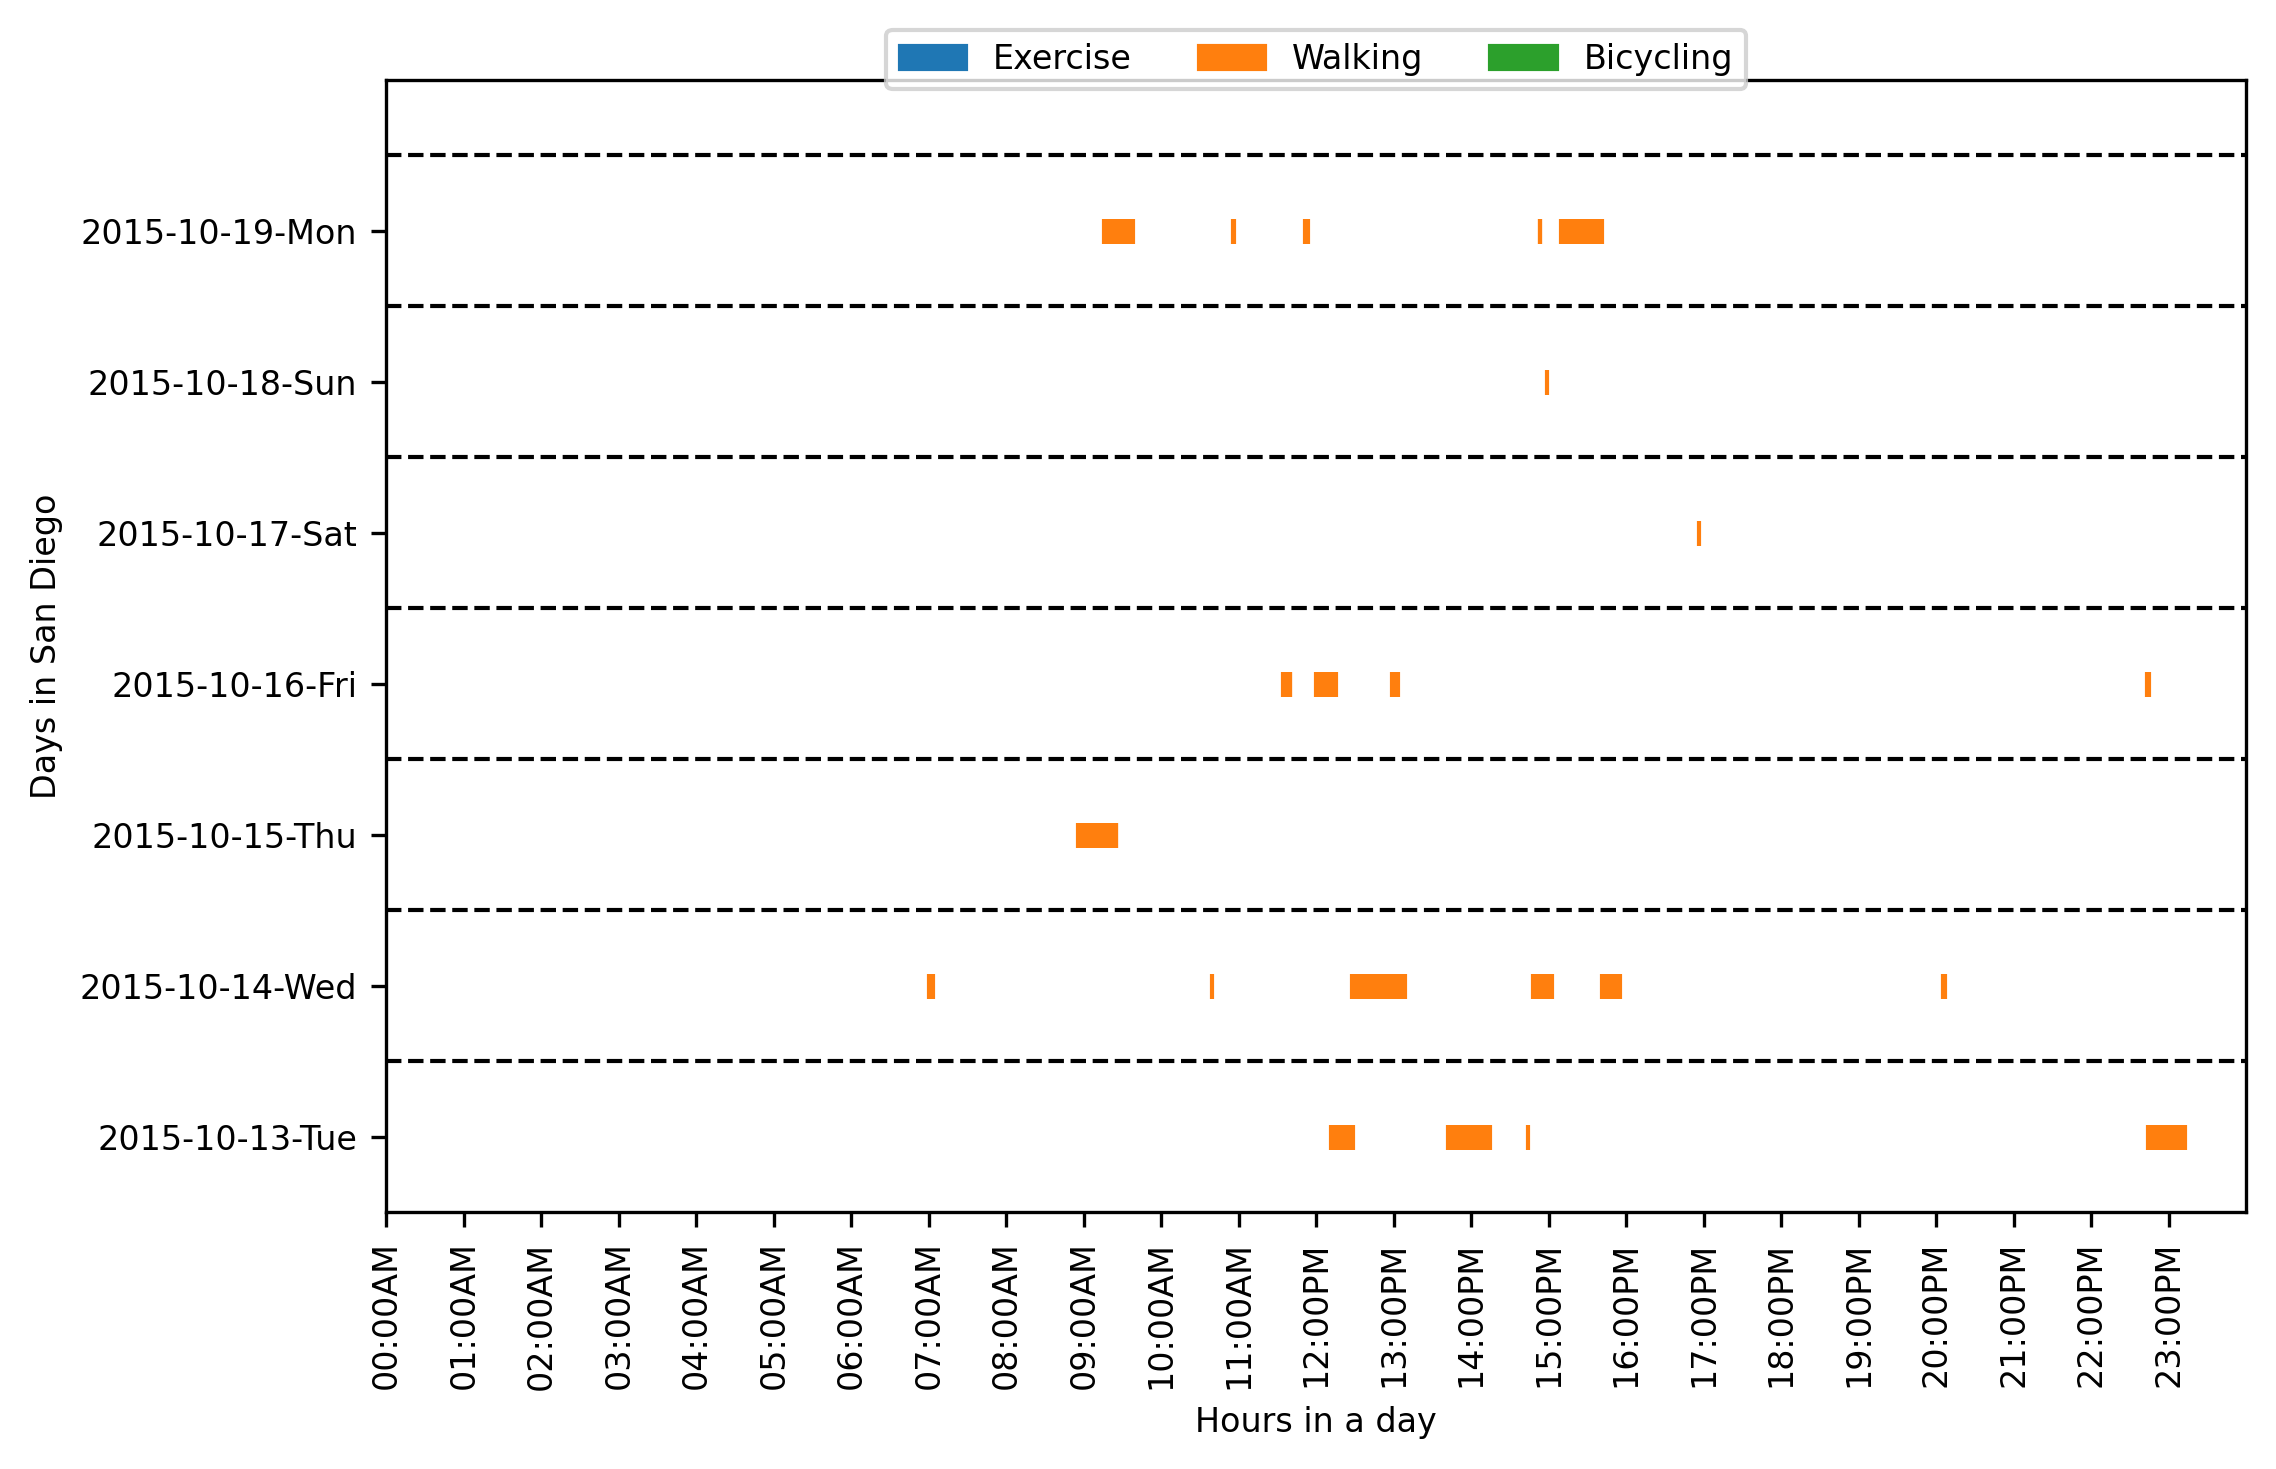 Exercise Walking Bicycling
2015-10-19-Mon
2015-10-18-Sun
2015-10-17-Sat
2015-10-16-Fri
2015-10-15-Thu
2015-10-14-Wed
2015-10-13-Tue
Days in San Diego
00:00AM
01:00AM
02:00AM
03:00AM
04:00AM
05:00AM
06:00AM
07:00AM
08:00AM
09:00AM
10:00AM
11:00AM
12:00PM
13:00PM
14:00PM
15:00PM
16:00PM
17:00PM
18:00PM
19:00PM
20:00PM
21:00PM
22:00PM
23:00PM
Hours in a day